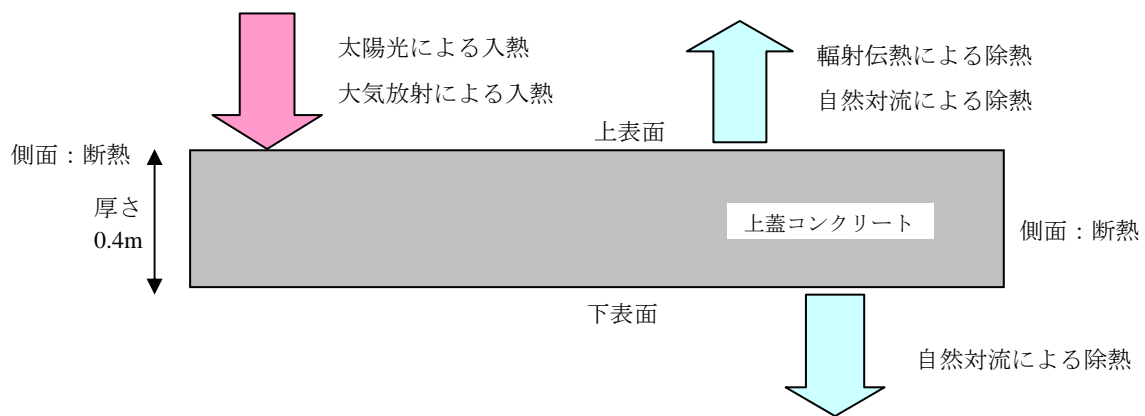 太陽光による入熱
大気放射による入熱
輻射伝熱による除熱
自然対流による除熱
上表面
側面：断熱
厚さ
0.4m
上蓋コンクリート
側面：断熱
下表面
自然対流による除熱